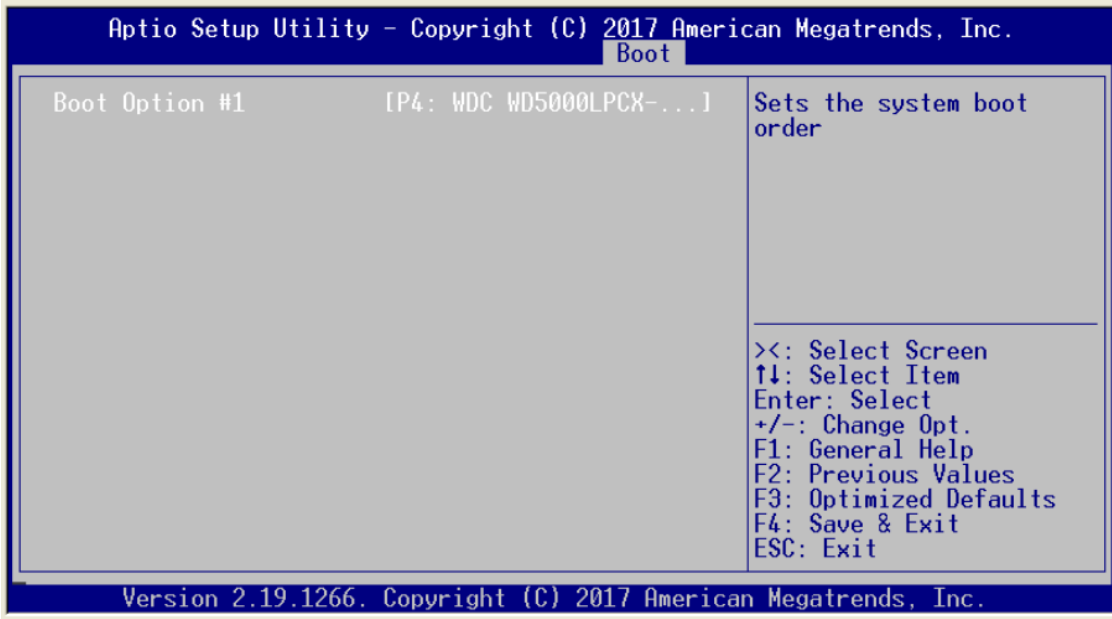 Aptio Setup Utility - Copyright (C) 2017 American Megatrends, Inc.
Boot
Boot Option #1 [P4: WDC WD5000LPCX-...]
Sets the system boot
order
><: Select Screen
↑↓: Select Item
Enter: Select
+/-: Change Opt.
F1: General Help
F2: Previous Values
F3: Optimized Defaults
F4: Save & Exit
ESC: Exit
Version 2.19.1266. Copyright (C) 2017 American Megatrends, Inc.